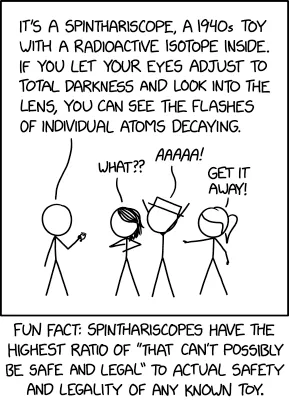 IT'S A SPINTHARISCOPE, A 1940s TOY
WITH A RADIOACTIVE ISOTOPE INSIDE.
IF YOU LET YOUR EYES ADJUST TO
TOTAL DARKNESS AND LOOK INTO THE
LENS, YOU CAN SEE THE FLASHES
OF INDIVIDUAL ATOMS DECAYING.
WHAT??
AAAAA!
GET IT
AWAY!
FUN FACT: SPINTHARISCOPES HAVE THE
HIGHEST RATIO OF "THAT CAN'T POSSIBLY
BE SAFE AND LEGAL" TO ACTUAL SAFETY
AND LEGALITY OF ANY KNOWN TOY.